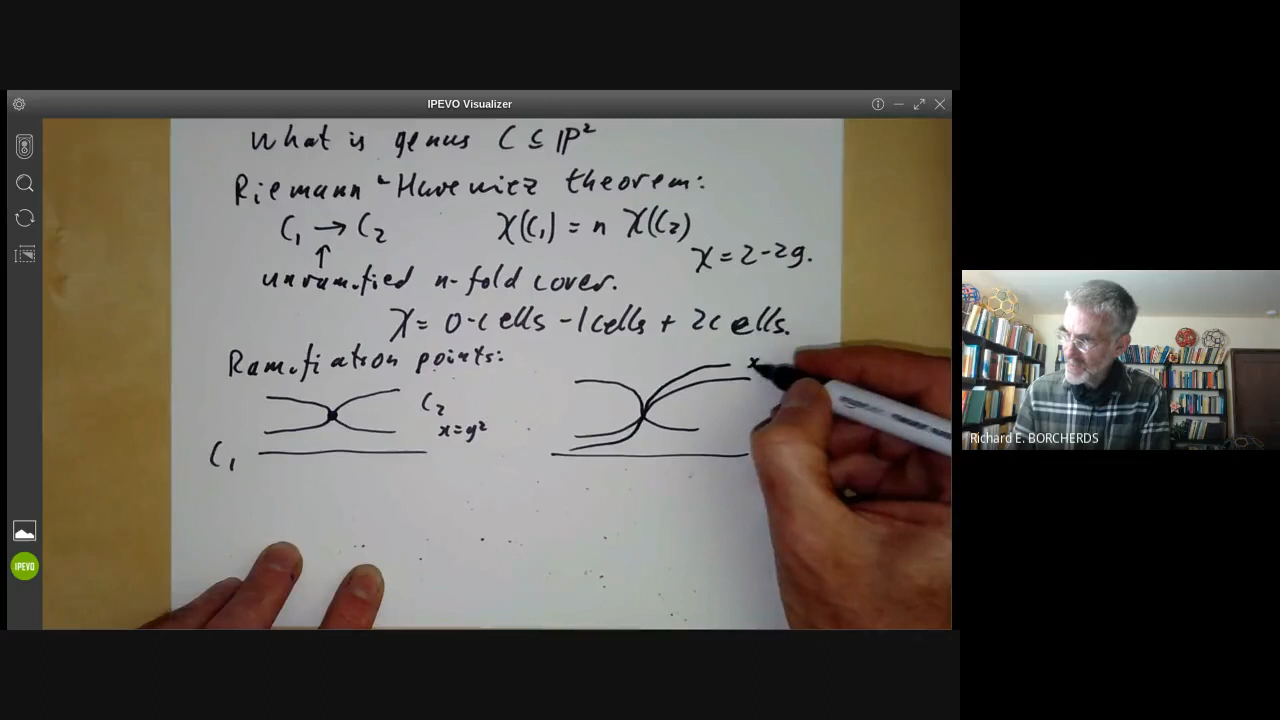 IPEVO Visualizer
What is genus C ⊆ ℙ²
Riemann-Hurewicz theorem:
C₁ → C₂ χ(C₁) = n χ(C₂)
↑ χ = 2-2g.
unramified n-fold cover.
χ = 0-cells - 1cells + 2cells.
Ramification points:
C₂
x=y²
C₁
x
IPEVO
Richard E. BORCHERDS